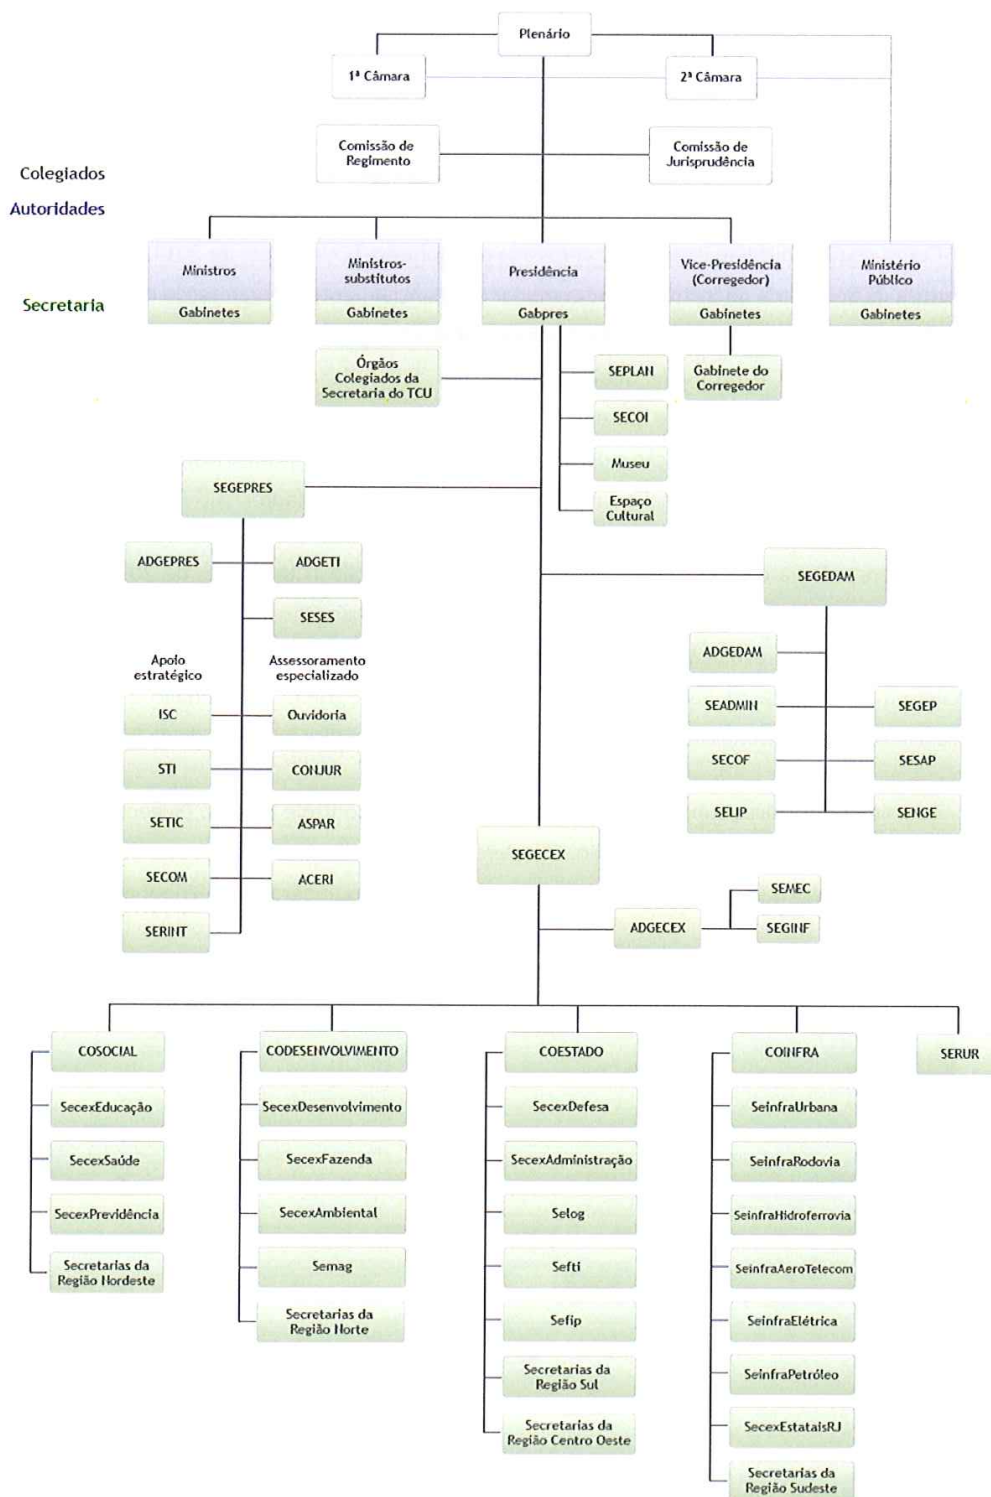 Plenário
1ª Câmara
2ª Câmara
Comissão de
Regimento
Comissão de
Jurisprudência
Colegiados
Autoridades
Secretaria
Ministros
Gabinetes
Ministros-
substitutos
Gabinetes
Presidência
Gabpres
Vice-Presidência
(Corregedor)
Gabinetes
Ministério
Público
Gabinetes
Órgãos
Colegiados da
Secretaria do TCU
SEPLAN
Gabinete do
Corregedor
SECOI
Museu
Espaço
Cultural
SEGEPRES
ADGEPRES
ADGETI
SESES
Apoio
estratégico
Assessoramento
especializado
ISC
Ouvidoria
STI
CONJUR
SETIC
ASPAR
SECOM
ACERI
SERINT
SEGEDAM
ADGEDAM
SEADMIN
SEGEP
SECOF
SESAP
SELIP
SENGE
SEGECEX
ADGECEX
SEMEC
SEGINF
COSOCIAL
SecexEducação
SecexSaúde
SecexPrevidência
Secretarias da
Região Nordeste
CODESENVOLVIMENTO
SecexDesenvolvimento
SecexFazenda
SecexAmbiental
Semag
Secretarias da
Região Norte
COESTADO
SecexDefesa
SecexAdministração
Selog
Sefti
Sefip
Secretarias da
Região Sul
Secretarias da
Região Centro Oeste
COINFRA
SeinfraUrbana
SeinfraRodovia
SeinfraHidroferrovia
SeinfraAeroTelecom
SeinfraElétrica
SeinfraPetróleo
SecexEstataisRJ
Secretarias da
Região Sudeste
SERUR